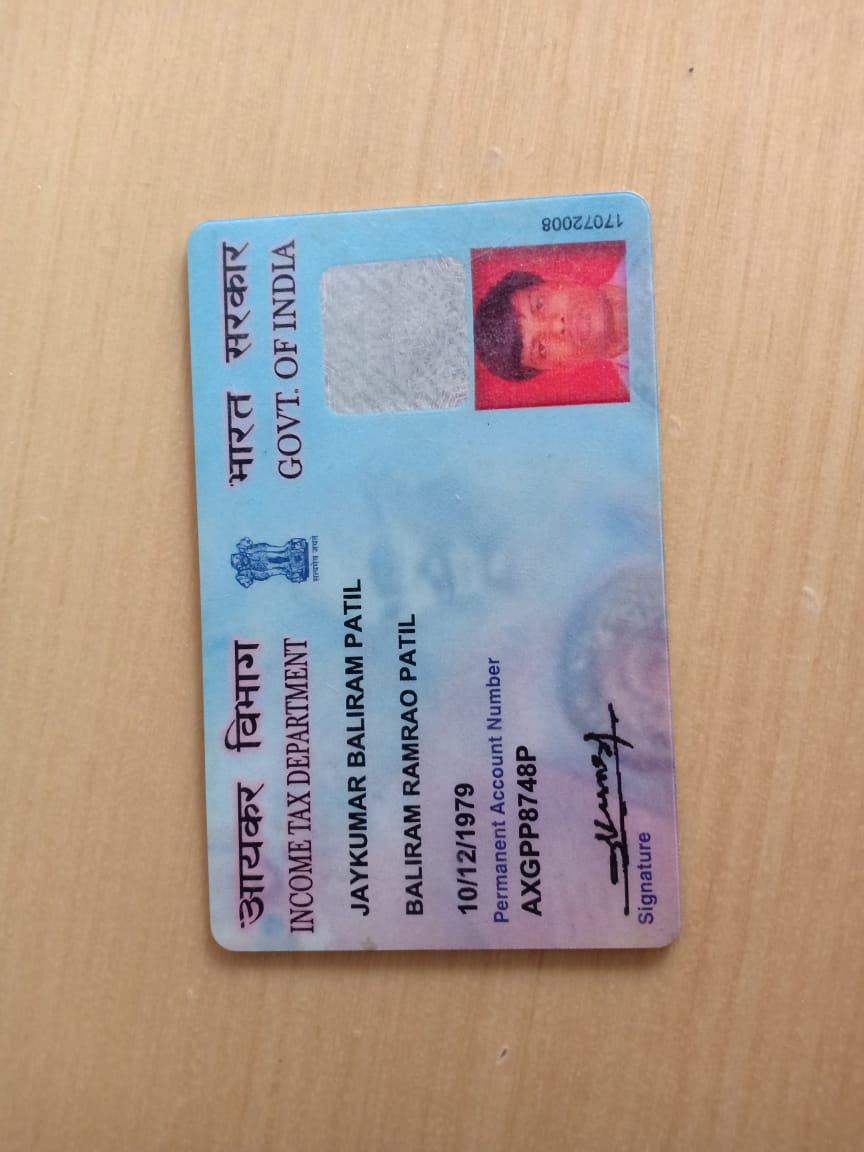 आयकर विभाग
INCOME TAX DEPARTMENT
सत्यमेव जयते
भारत सरकार
GOVT. OF INDIA
JAYKUMAR BALIRAM PATIL
BALIRAM RAMRAO PATIL
10/12/1979
Permanent Account Number
AXGPP8748P
Signature
17072008